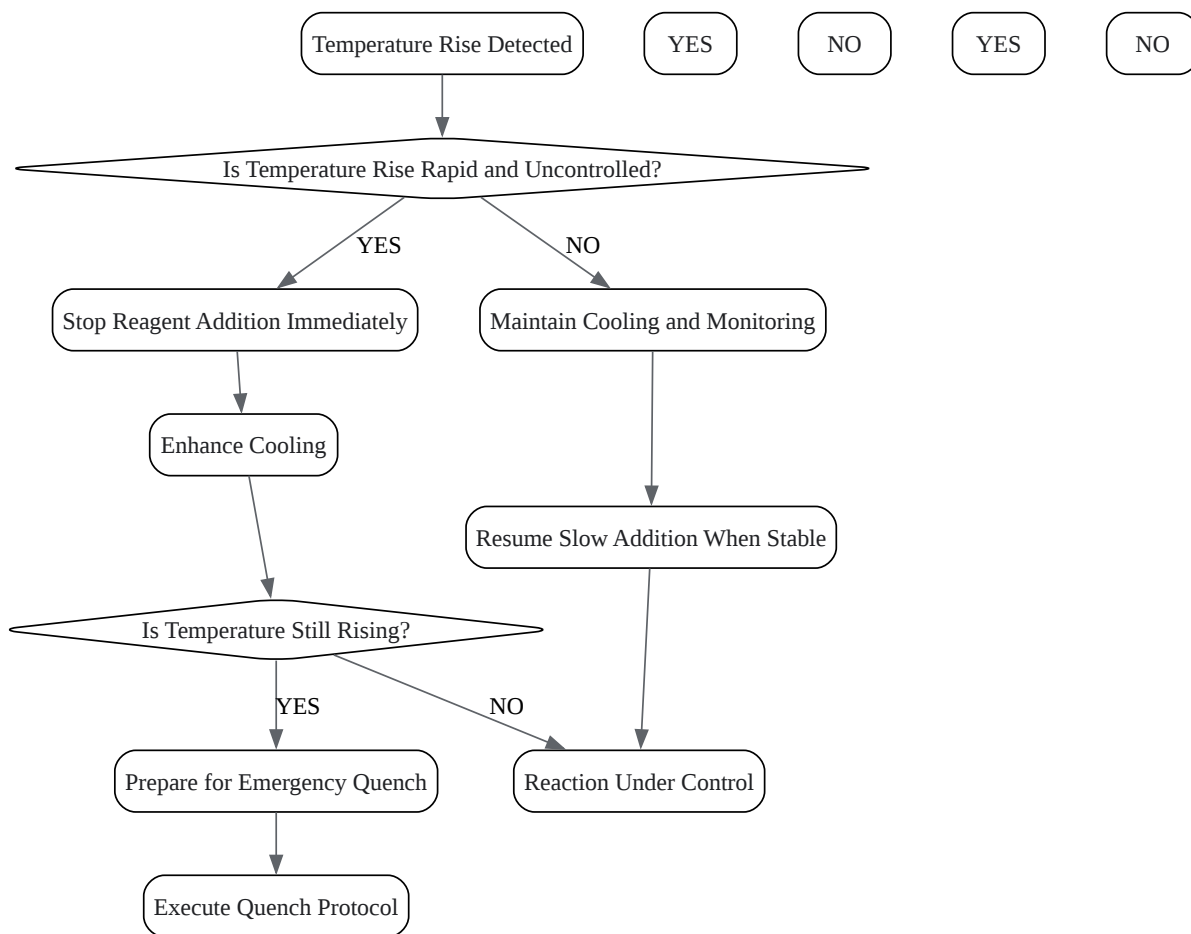 Temperature Rise Detected
YES
NO
YES
NO
Is Temperature Rise Rapid and Uncontrolled?
YES
NO
Stop Reagent Addition Immediately
Maintain Cooling and Monitoring
Enhance Cooling
Resume Slow Addition When Stable
Is Temperature Still Rising?
YES
NO
Prepare for Emergency Quench
Reaction Under Control
Execute Quench Protocol